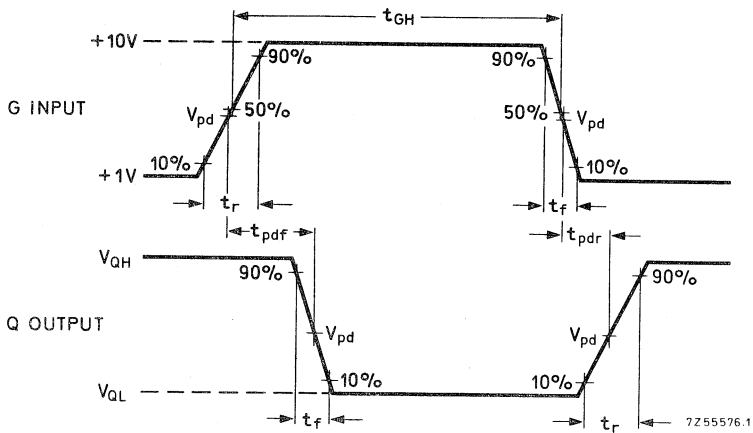 tGH
+10V
90%
90%
G INPUT
Vpd
50%
50%
Vpd
10%
10%
+1V
tr
tf
tpdf
tpdr
VQH
90%
90%
Q OUTPUT
Vpd
Vpd
10%
10%
VQL
tf
tr
7Z55576.1